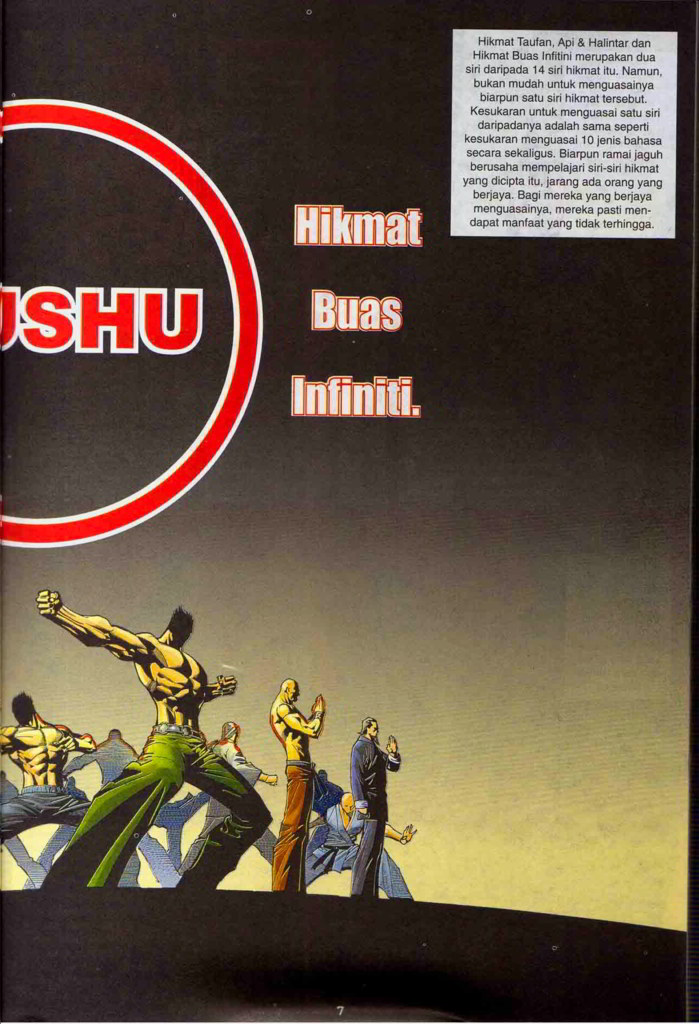 Hikmat Taufan, Api & Halintar dan
Hikmat Buas Infitini merupakan dua
siri daripada 14 siri hikmat itu. Namun,
bukan mudah untuk menguasainya
biarpun satu siri hikmat tersebut.
Kesukaran untuk menguasai satu siri
daripadanya adalah sama seperti
kesukaran menguasai 10 jenis bahasa
secara sekaligus. Biarpun ramai jaguh
berusaha mempelajari siri-siri hikmat
yang dicipta itu, jarang ada orang yang
berjaya. Bagi mereka yang berjaya
menguasainya, mereka pasti men-
dapat manfaat yang tidak terhingga.
Hikmat
Buas
Infiniti.
USHU
7